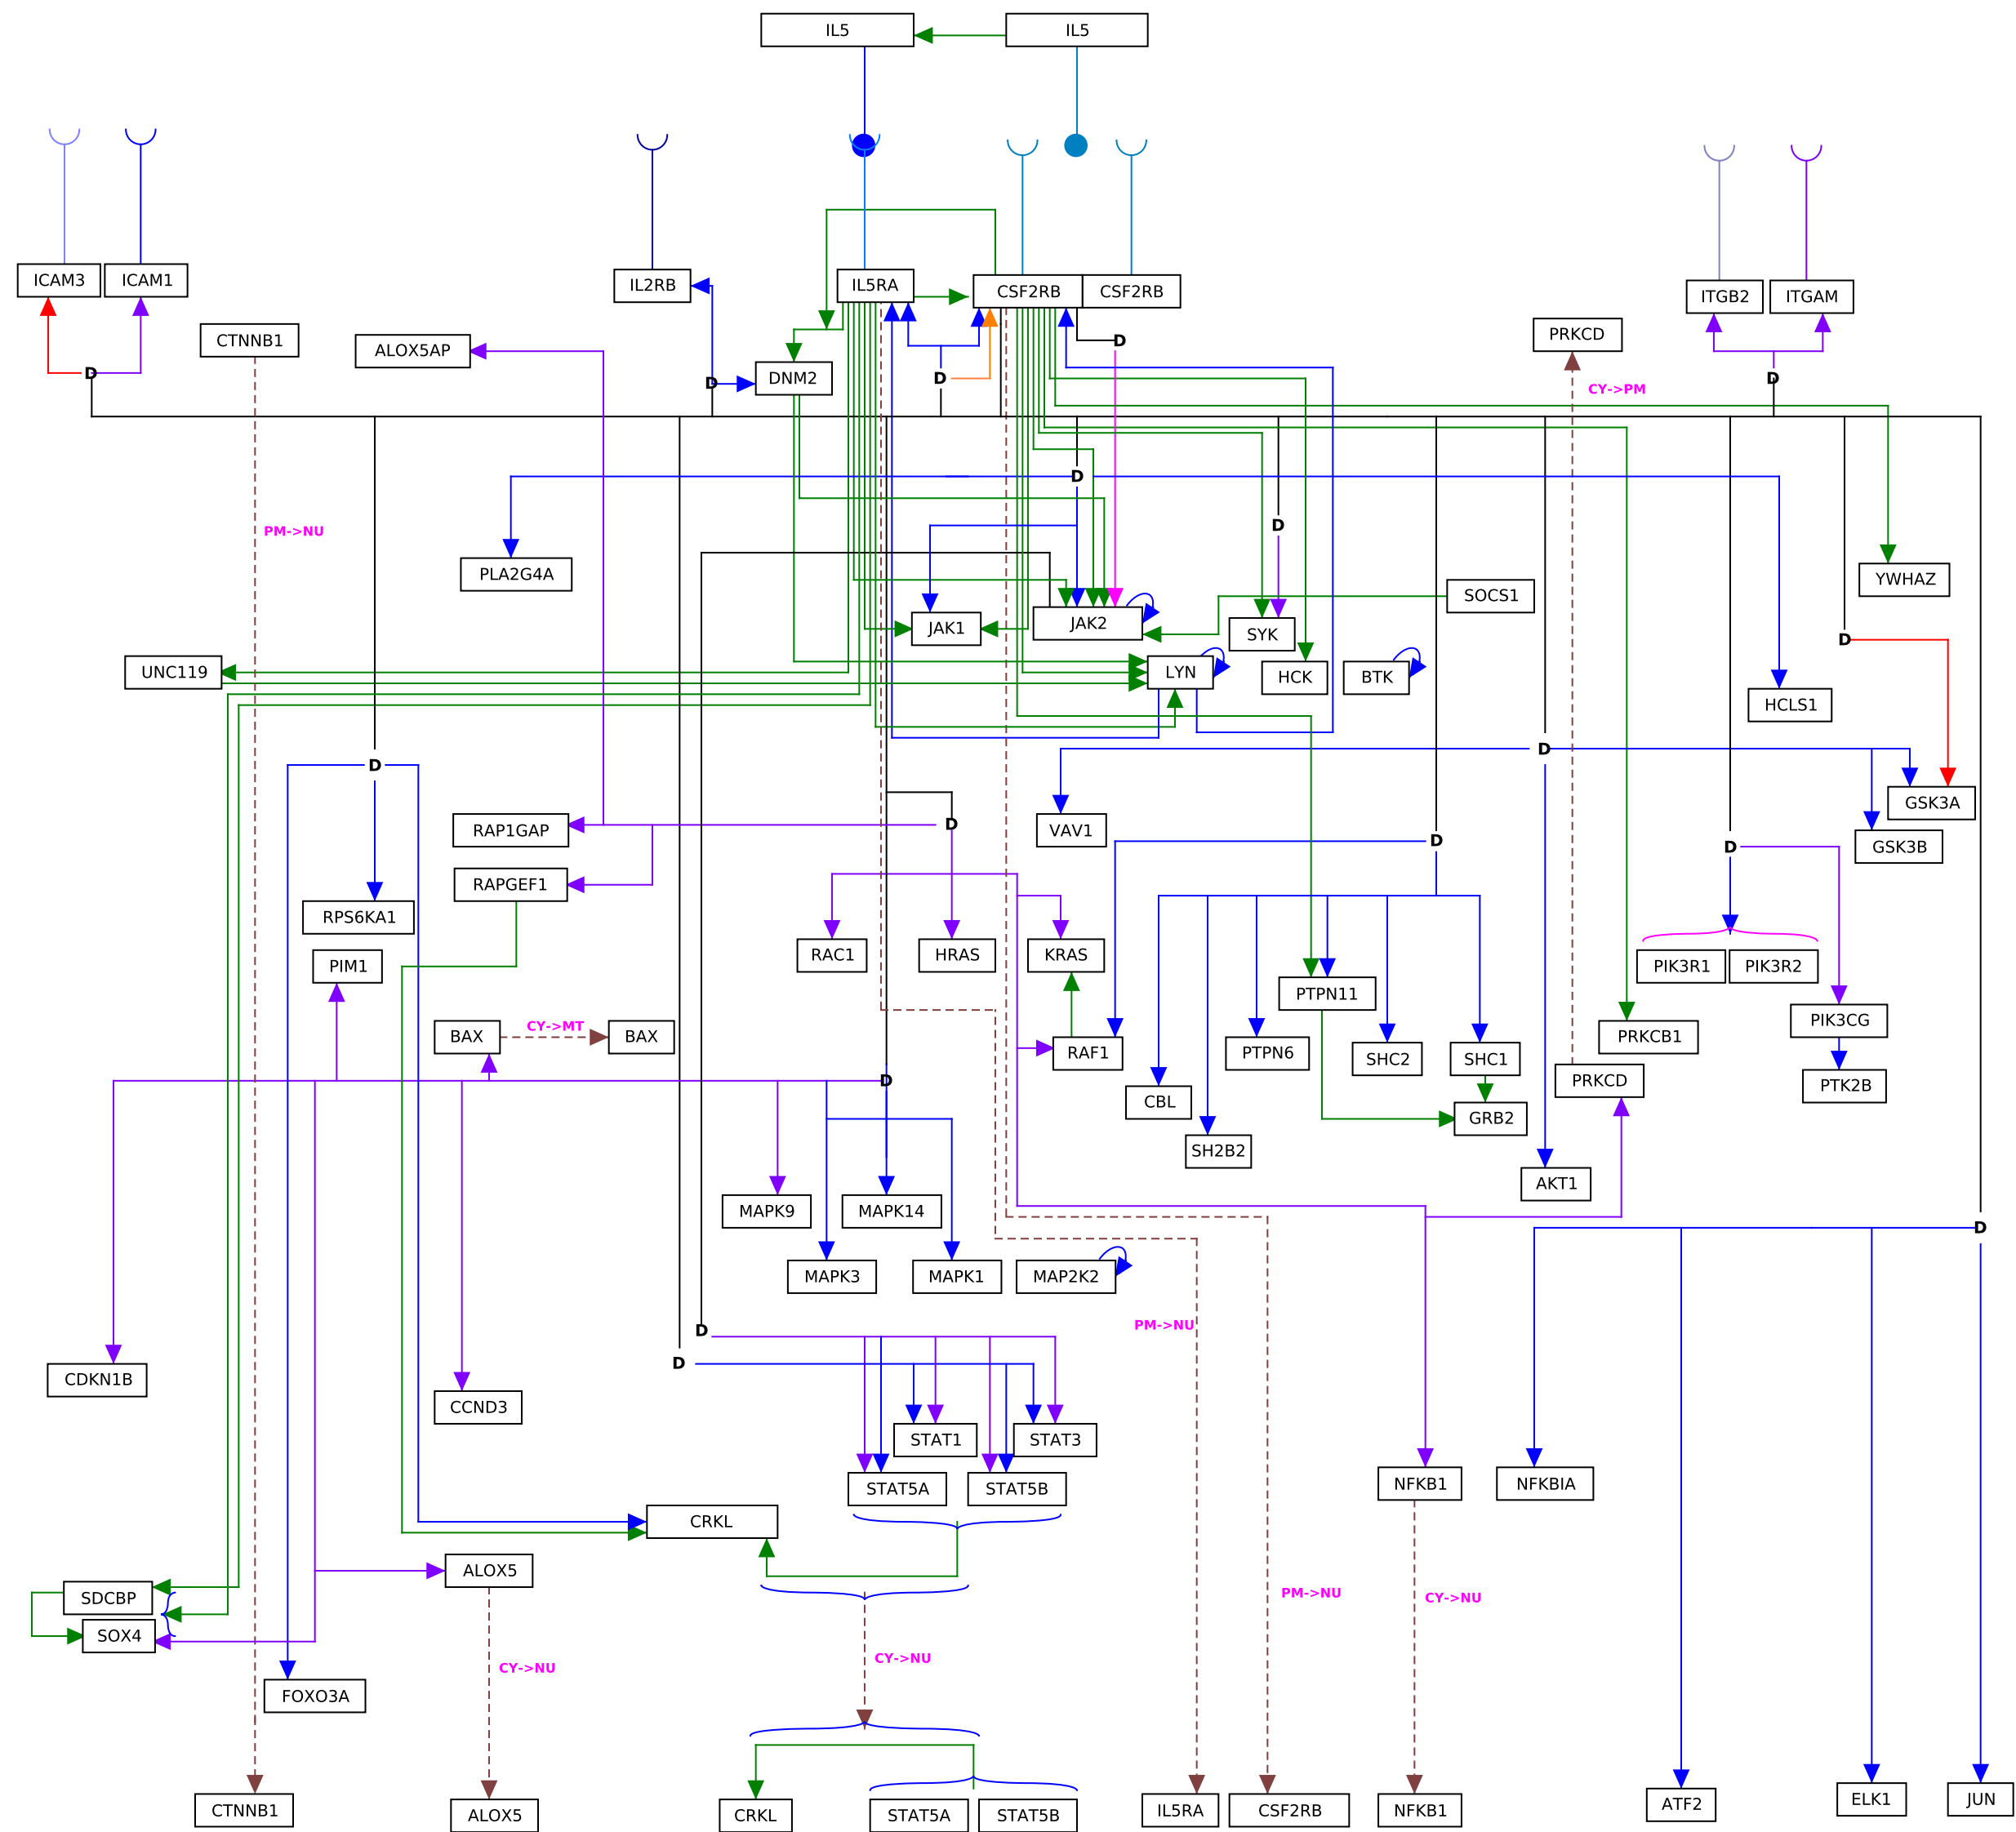 IL5 IL5
ICAM3 ICAM1 IL2RB IL5RA CSF2RB CSF2RB ITGB2 ITGAM
CTNNB1 ALOX5AP D PRKCD
D D DNM2 D CY->PM D
PM->NU D D
PLA2G4A YWHAZ
JAK1 JAK2 SYK SOCS1 D
UNC119 LYN HCK BTK HCLS1
D D
RAP1GAP D VAV1 D D GSK3A
RAPGEF1 GSK3B
RPS6KA1
PIM1 RAC1 HRAS KRAS PIK3R1 PIK3R2
PTPN11 PIK3CG
BAX CY->MT BAX RAF1 PTPN6 SHC2 SHC1 PRKCB1
D CBL GRB2 PRKCD PTK2B
SH2B2
AKT1
MAPK9 MAPK14 D
MAPK3 MAPK1 MAP2K2
D PM->NU
D
CDKN1B CCND3
STAT1 STAT3
STAT5A STAT5B NFKB1 NFKBIA
CRKL
ALOX5
SDCBP PM->NU CY->NU
SOX4
CY->NU CY->NU
FOXO3A
CTNNB1 ALOX5 CRKL STAT5A STAT5B IL5RA CSF2RB NFKB1 ATF2 ELK1 JUN